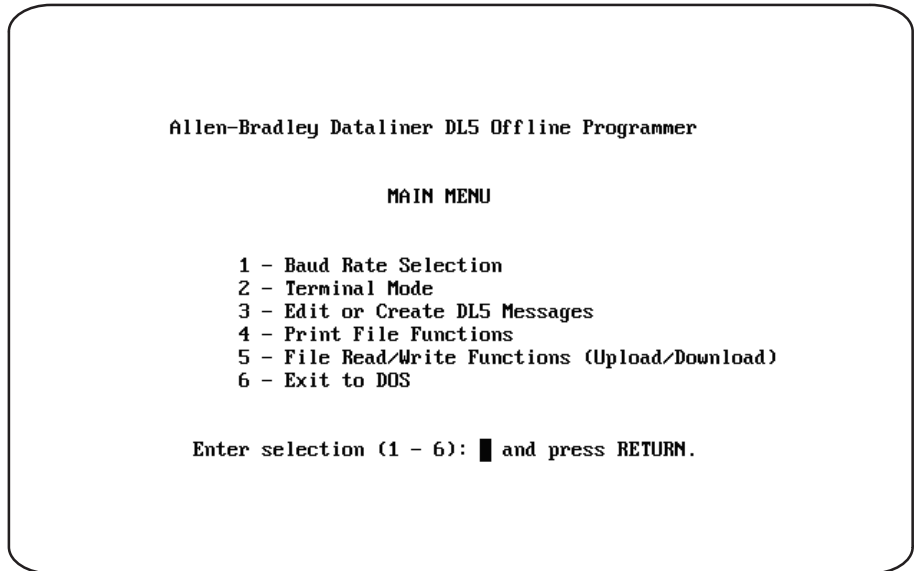 Allen-Bradley Dataliner DL5 Offline Programmer
MAIN MENU
1 - Baud Rate Selection
2 - Terminal Mode
3 - Edit or Create DL5 Messages
4 - Print File Functions
5 - File Read/Write Functions (Upload/Download)
6 - Exit to DOS
Enter selection (1 - 6): █ and press RETURN.